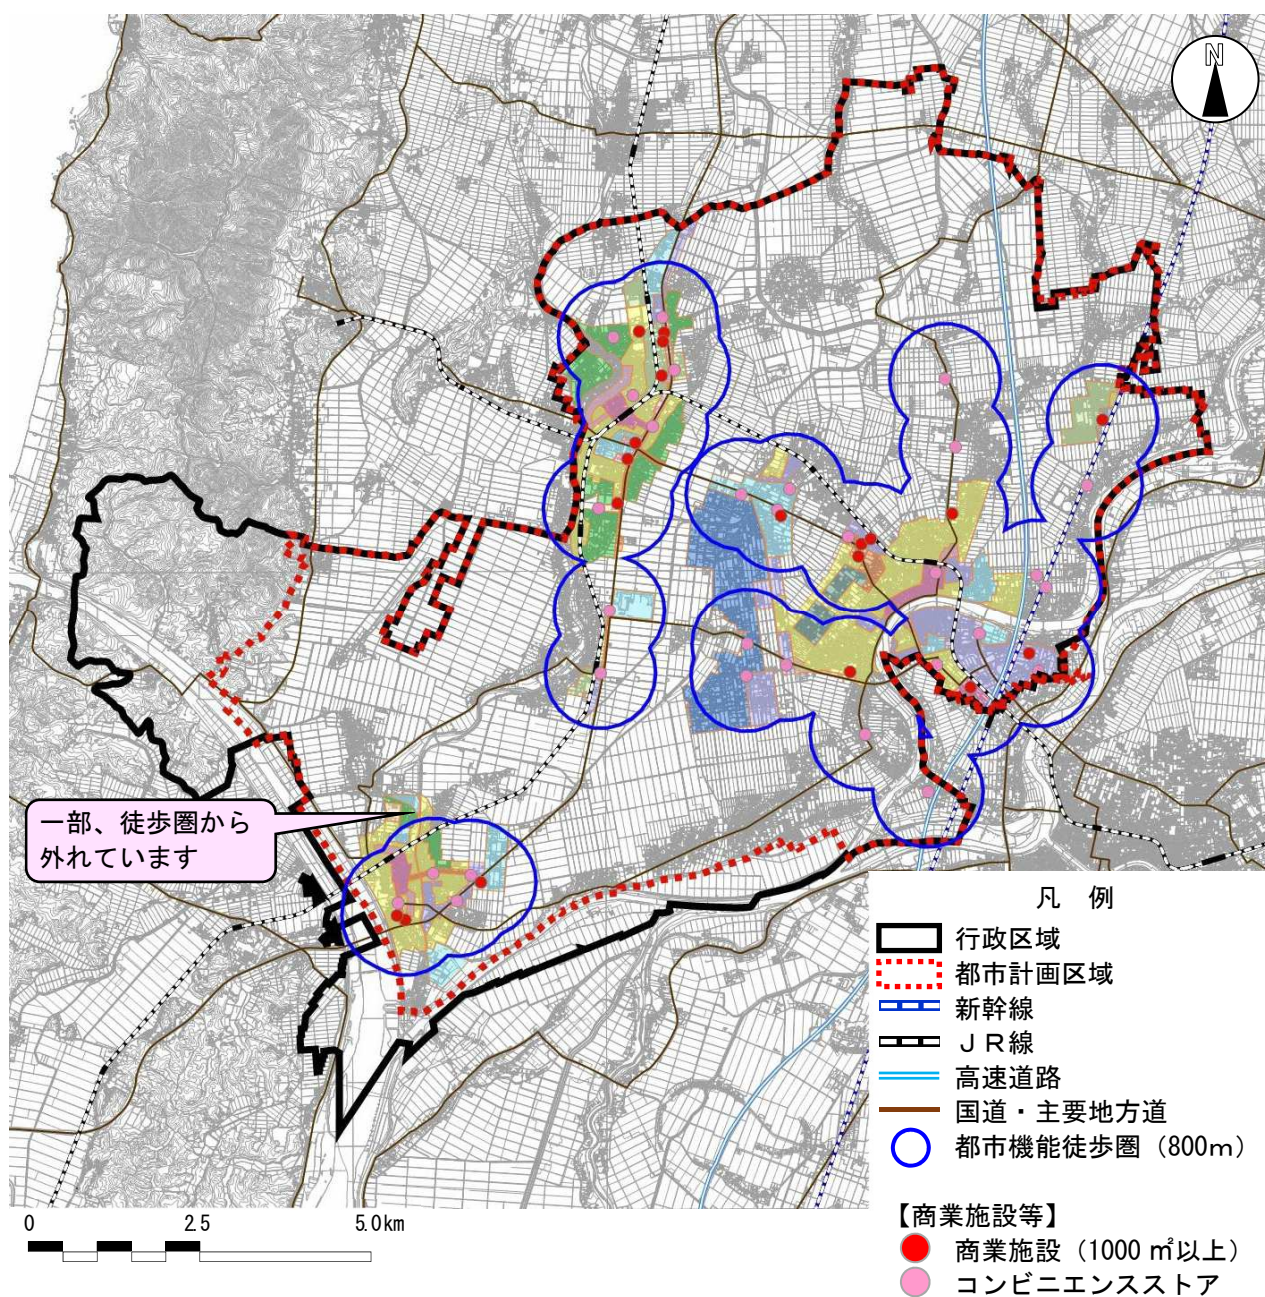 N
一部、徒歩圏から
外れています
凡 例
行政区域
都市計画区域
新幹線
ＪＲ線
高速道路
国道・主要地方道
都市機能徒歩圏（800m）
【商業施設等】
商業施設（1000 ㎡以上）
コンビニエンスストア
0 2.5 5.0km